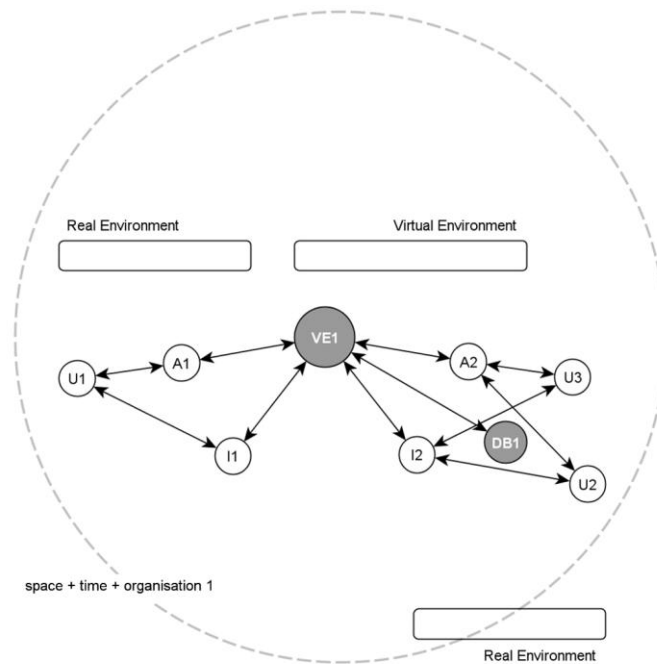 Real Environment
Virtual Environment
VE1
A1
A2
U1
U3
DB1
I1
I2
U2
space + time + organisation 1
Real Environment